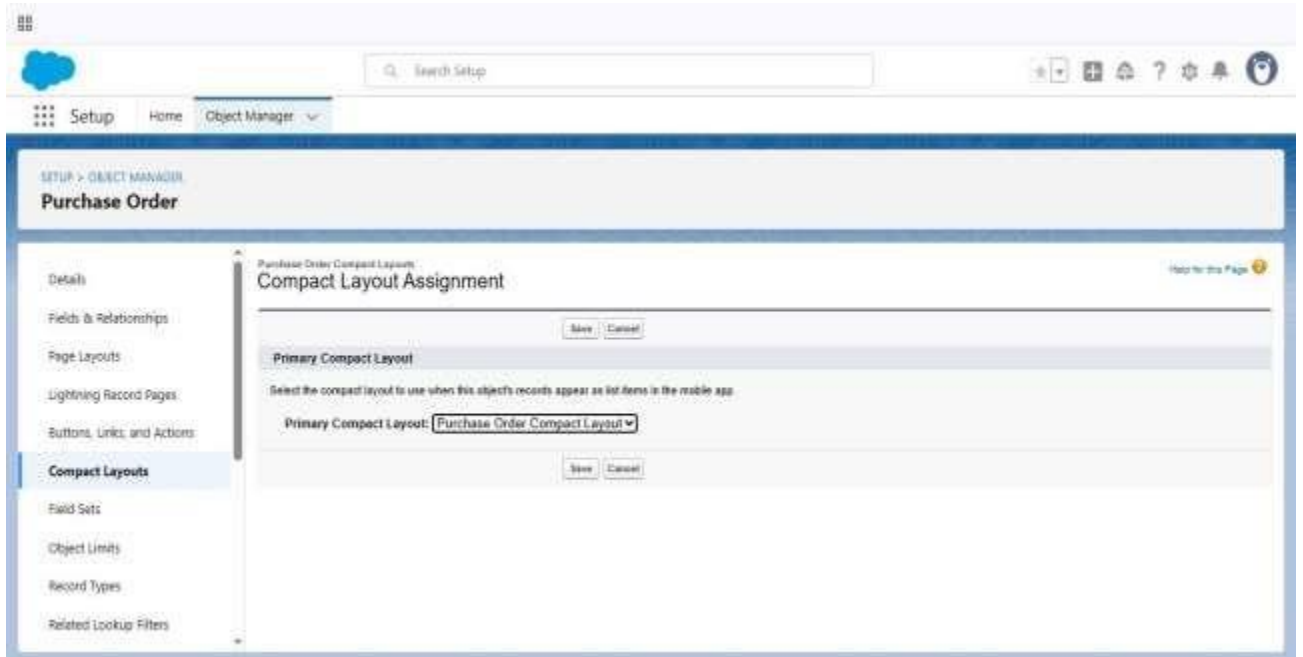 Search Setup
Setup Home Object Manager
SETUP > OBJECT MANAGER
Purchase Order
Details
Fields & Relationships
Page Layouts
Lightning Record Pages
Buttons, Links, and Actions
Compact Layouts
Field Sets
Object Limits
Record Types
Related Lookup Filters
Purchase Order Compact Layouts
Compact Layout Assignment
Help for this Page
Save Cancel
Primary Compact Layout
Select the compact layout to use when this object's records appear as list items in the mobile app
Primary Compact Layout: Purchase Order Compact Layout
Save Cancel